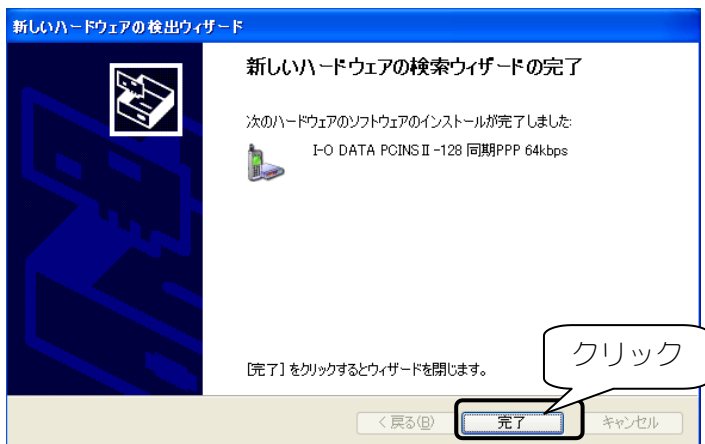 新しいハードウェアの検出ウィザード
新しいハードウェアの検索ウィザードの完了
次のハードウェアのソフトウェアのインストールが完了しました:
I-O DATA PCINSⅡ-128 同期PPP 64kbps
[完了] をクリックするとウィザードを閉じます。
クリック
< 戻る(B)
完了
キャンセル